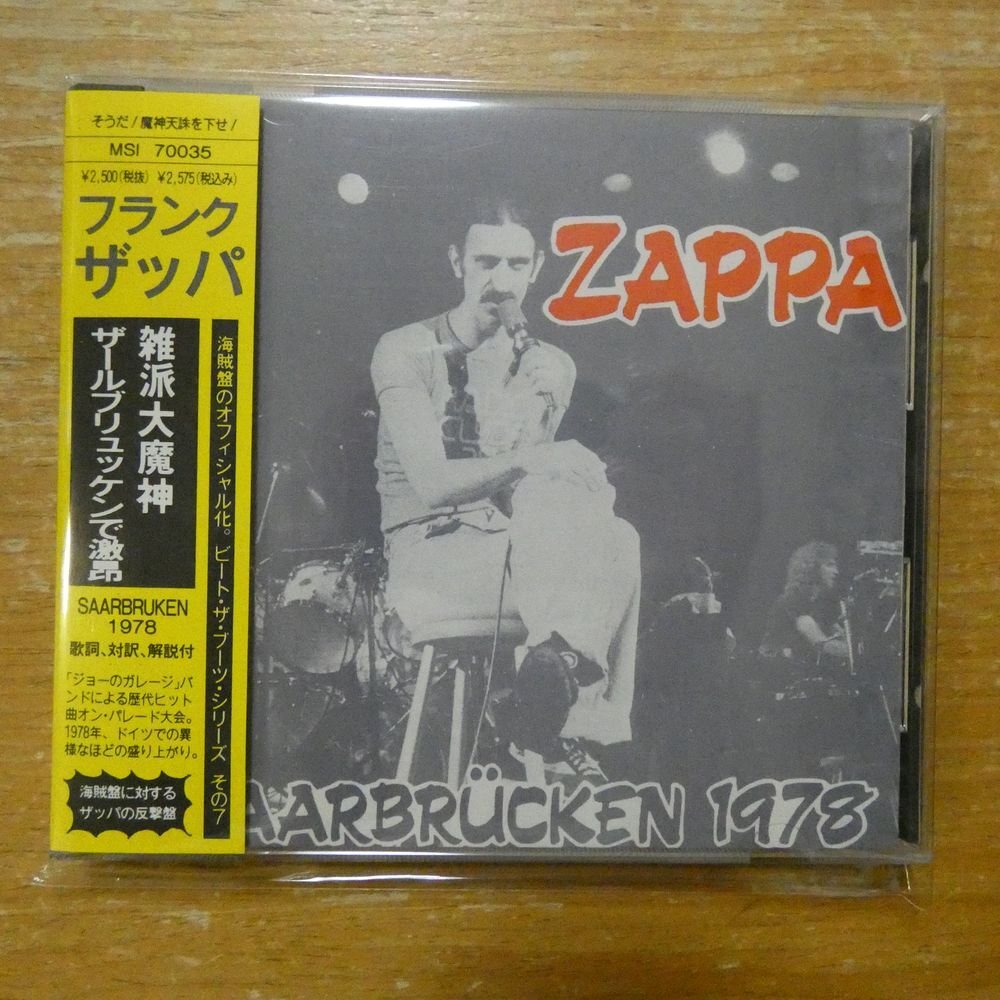 そうだ!魔神天誅を下せ!
MSI 70035
¥2,500(税抜) ¥2,575(税込み)
フランク
ザッパ
雑派大魔神
ザールブリュッケンで激昂
海賊盤のオフィシャル化。ビート・ザ・ブーツ・シリーズ その7
SAARBRUKEN
1978
歌詞、対訳、解説付
「ジョーのガレージ」バ
ンドによる歴代ヒット
曲オン・パレード大会。
1978年、ドイツでの異
様なほどの盛り上がり。
海賊盤に対する
ザッパの反撃盤
ZAPPA
AARBRÜCKEN 1978